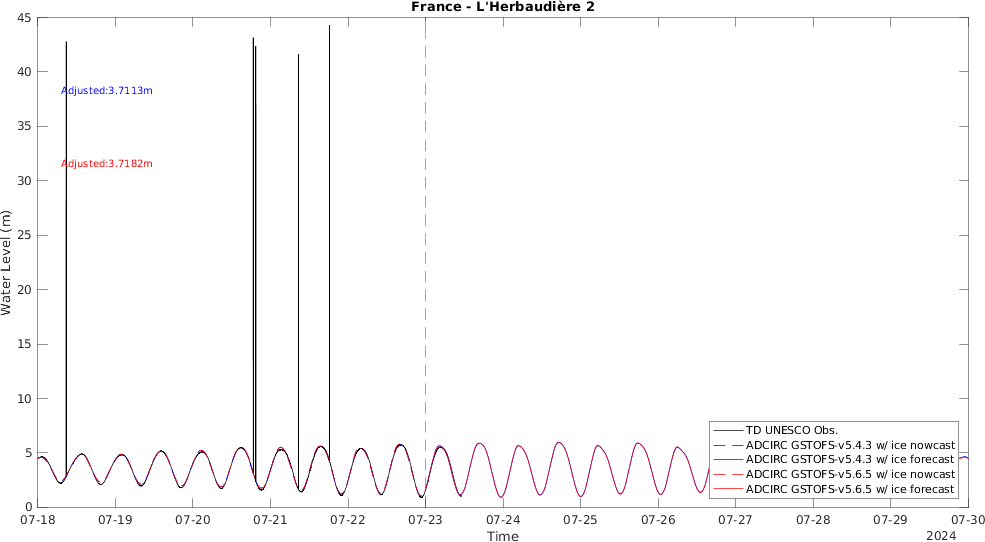 France - L'Herbaudière 2
45
40
35
30
25
20
15
10
5
0
Water Level (m)
Adjusted:3.7113m
Adjusted:3.7182m
TD UNESCO Obs.
ADCIRC GSTOFS-v5.4.3 w/ ice nowcast
ADCIRC GSTOFS-v5.4.3 w/ ice forecast
ADCIRC GSTOFS-v5.6.5 w/ ice nowcast
ADCIRC GSTOFS-v5.6.5 w/ ice forecast
07-18 07-19 07-20 07-21 07-22 07-23 07-24 07-25 07-26 07-27 07-28 07-29 07-30
Time
2024